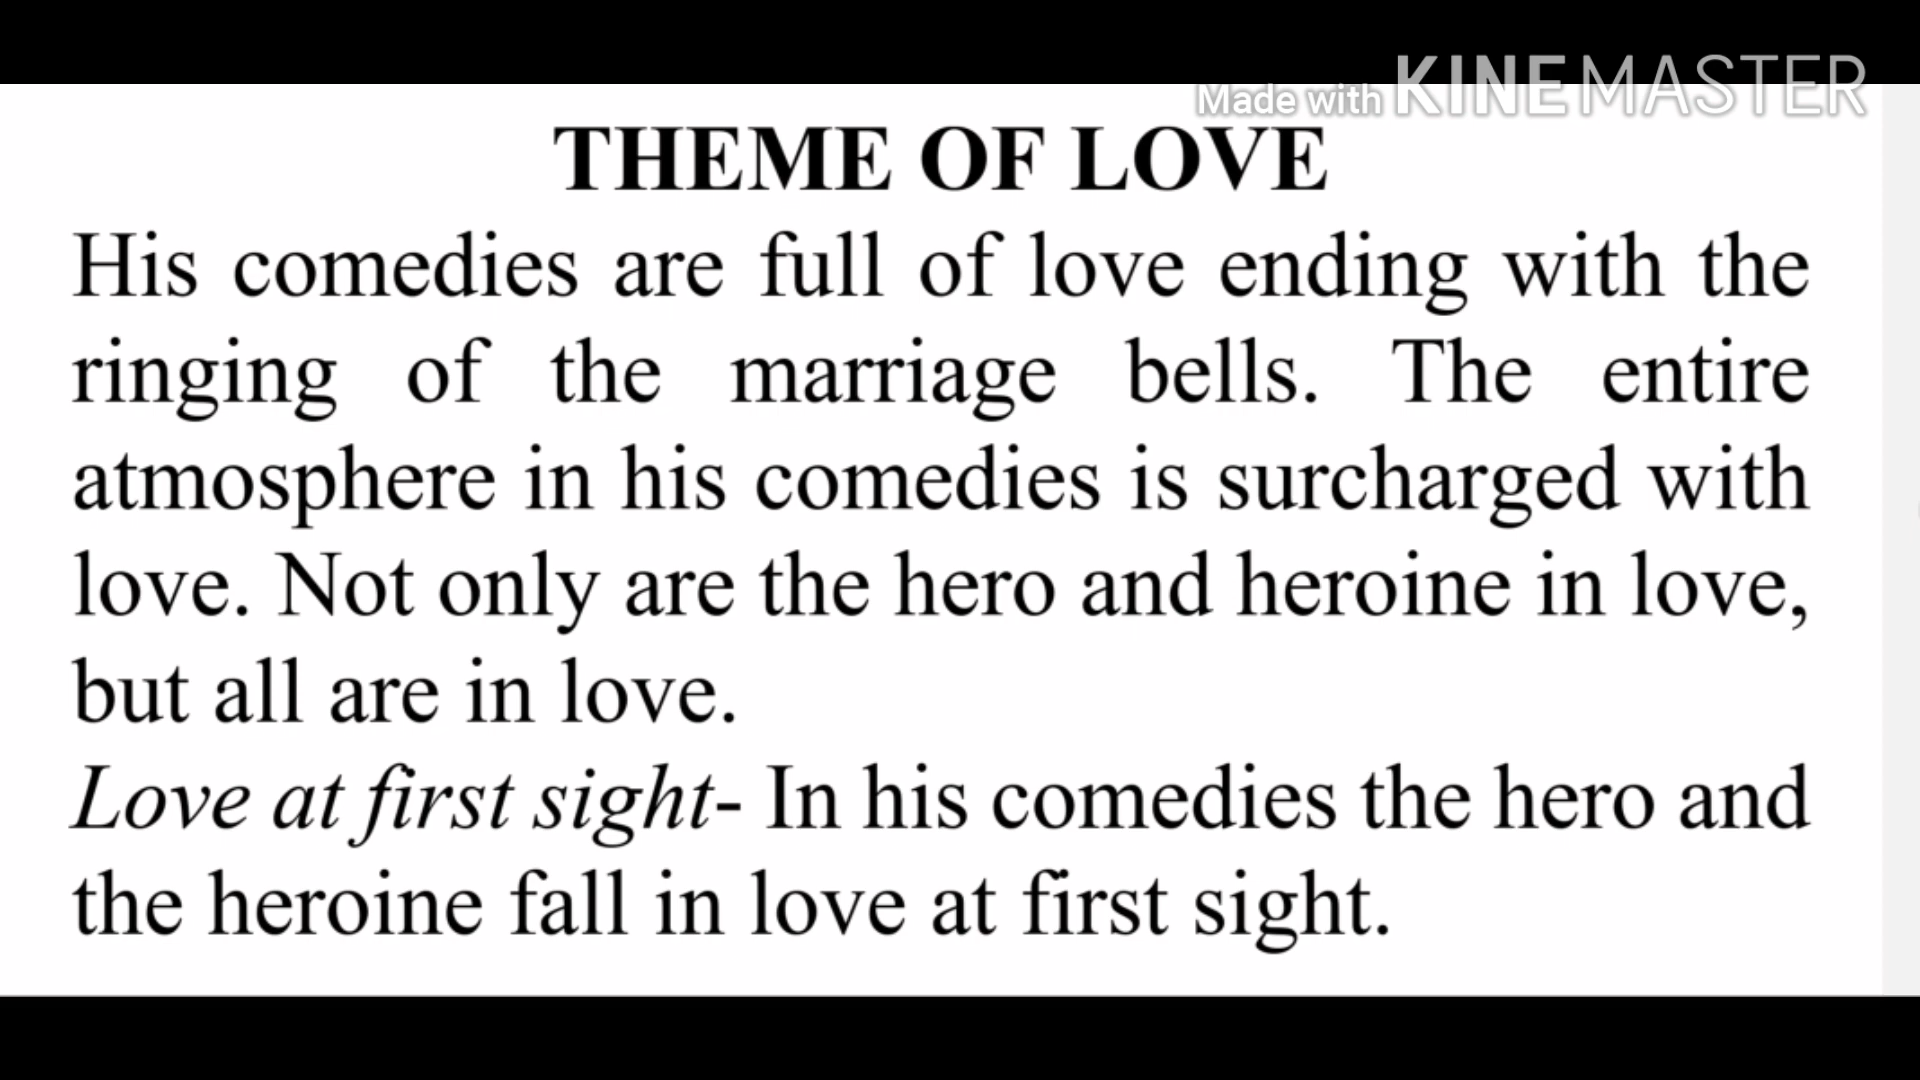 Made with KINEMASTER
THEME OF LOVE
His comedies are full of love ending with the
ringing of the marriage bells. The entire
atmosphere in his comedies is surcharged with
love. Not only are the hero and heroine in love,
but all are in love.
Love at first sight- In his comedies the hero and
the heroine fall in love at first sight.